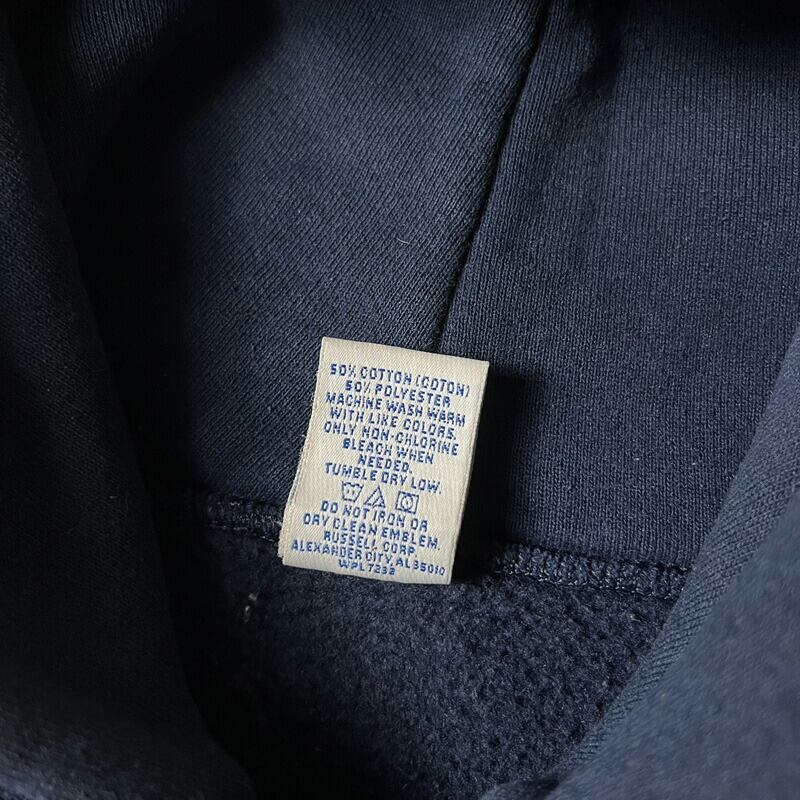 50% COTTON (COTON)
50% POLYESTER
MACHINE WASH WARM
WITH LIKE COLORS.
ONLY NON-CHLORINE
BLEACH WHEN
NEEDED.
TUMBLE DRY LOW.
DO NOT IRON OR
DRY CLEAN EMBLEM.
RUSSELL CORP.
ALEXANDER CITY, AL 35010
WPL 7338